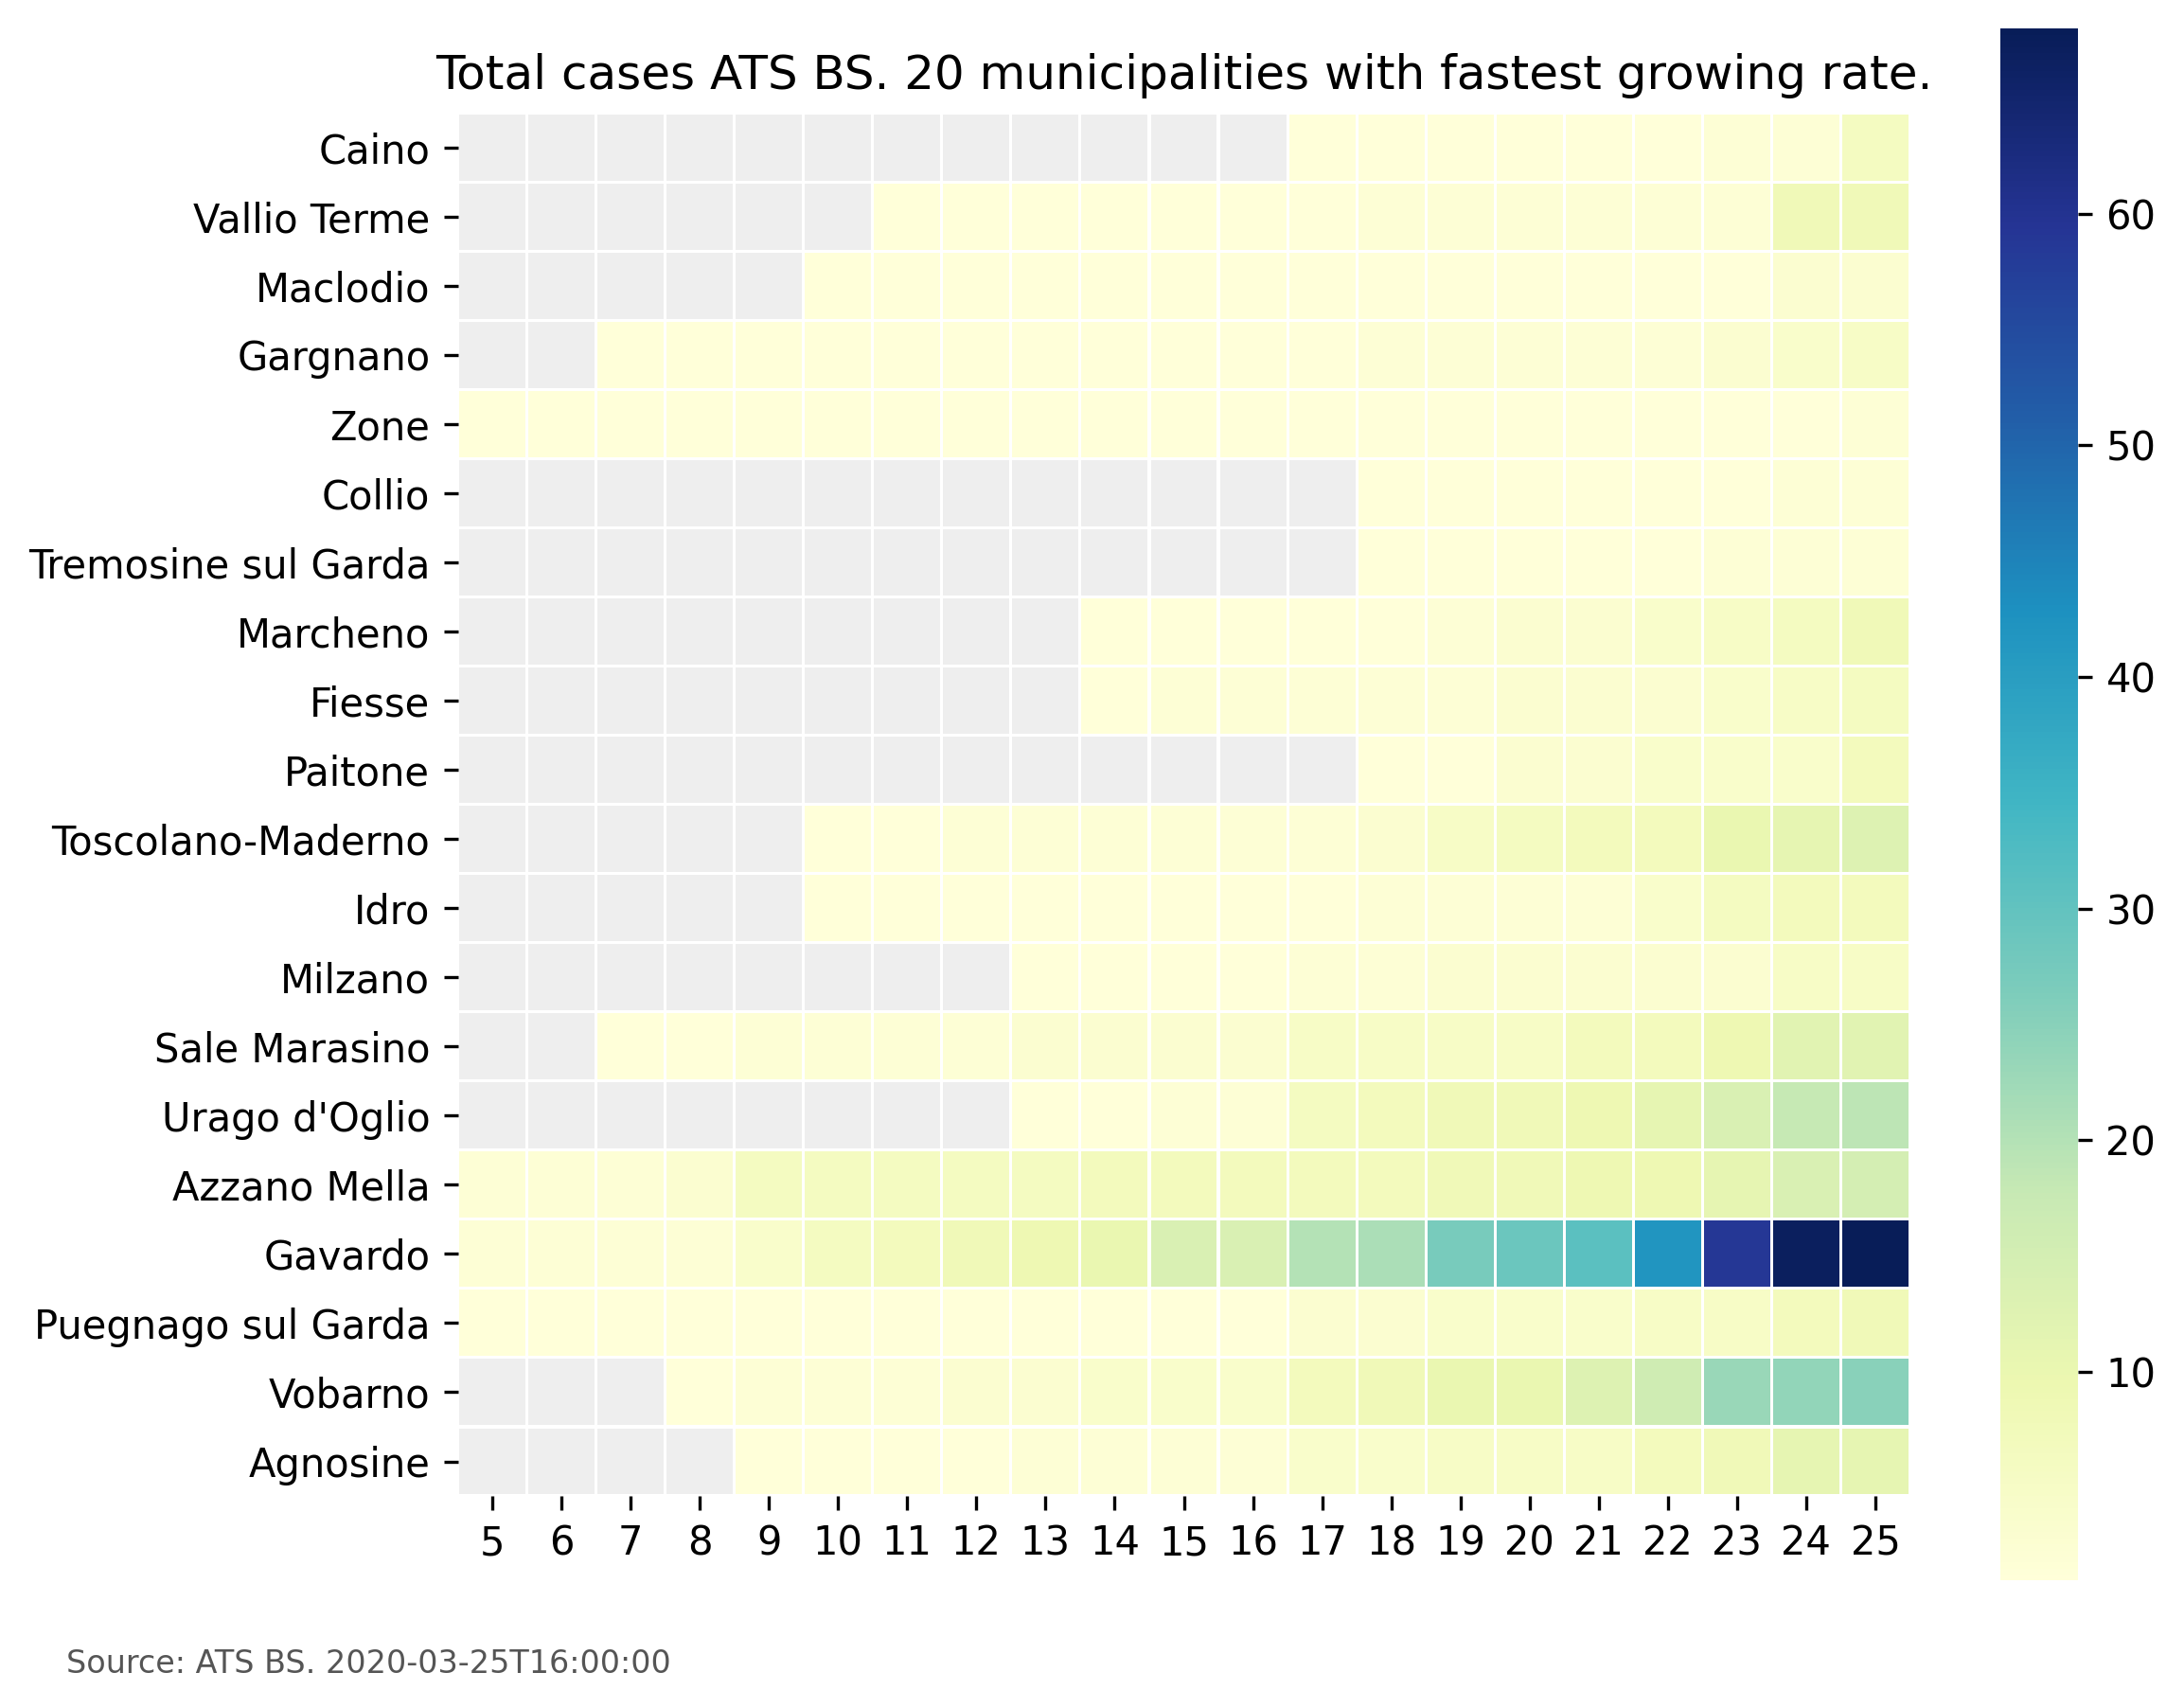 Total cases ATS BS. 20 municipalities with fastest growing rate.
Caino
Vallio Terme
Maclodio
Gargnano
Zone
Collio
Tremosine sul Garda
Marcheno
Fiesse
Paitone
Toscolano-Maderno
Idro
Milzano
Sale Marasino
Urago d'Oglio
Azzano Mella
Gavardo
Puegnago sul Garda
Vobarno
Agnosine
5 6 7 8 9 10 11 12 13 14 15 16 17 18 19 20 21 22 23 24 25
60
50
40
30
20
10
Source: ATS BS. 2020-03-25T16:00:00